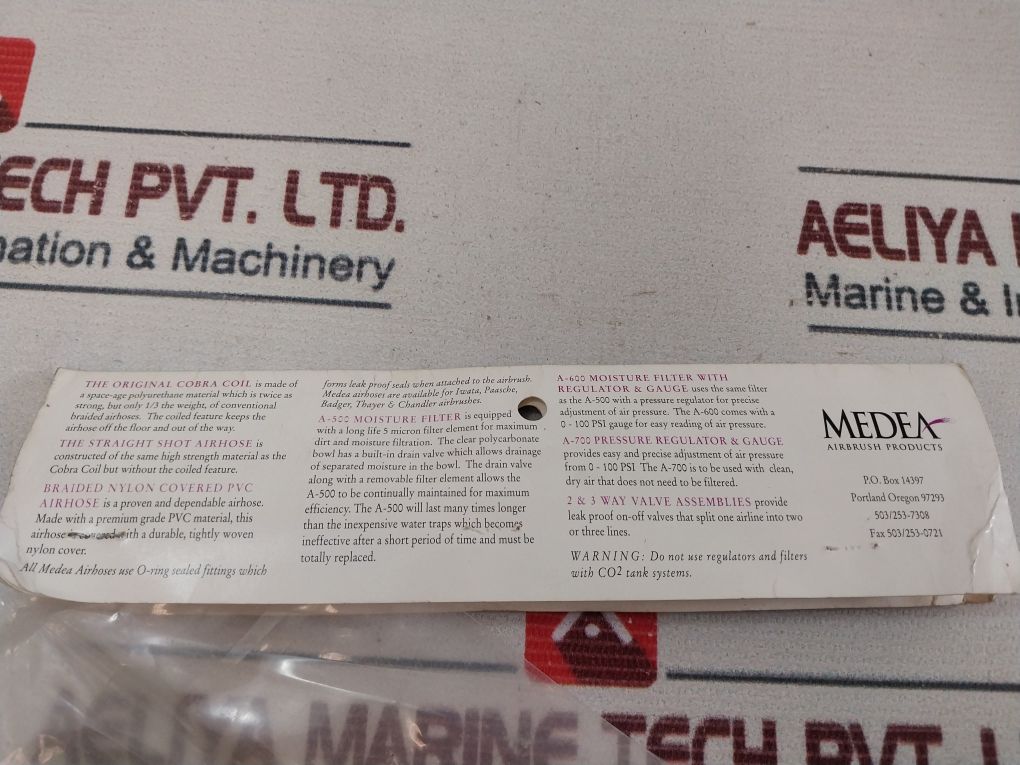 TECH PVT. LTD.
& Machinery
AELIYA
Marine &
THE ORIGINAL COBRA COIL is made of
a space-age polyurethane material which is twice as
strong, but only 1/3 the weight, of conventional
braided airhoses. The coiled feature keeps the
airhose off the floor and out of the way.
THE STRAIGHT SHOT AIRHOSE is
constructed of the same high strength material as the
Cobra Coil but without the coiled feature.
BRAIDED NYLON COVERED PVC
AIRHOSE is a proven and dependable airhose.
Made with a premium grade PVC material, this
airhose is covered with a durable, tightly woven
nylon cover.
All Medea Airhoses use O-ring sealed fittings which
forms leak proof seals when attached to the airbrush.
Medea airhoses are available for Iwata, Paasche,
Badger, Thayer & Chandler airbrushes.
A-500 MOISTURE FILTER is equipped
with a long life 5 micron filter element for maximum
dirt and moisture filtration. The clear polycarbonate
bowl has a built-in drain valve which allows drainage
of separated moisture in the bowl. The drain valve
along with a removable filter element allows the
A-500 to be continually maintained for maximum
efficiency. The A-500 will last many times longer
than the inexpensive water traps which becomes
ineffective after a short period of time and must be
totally replaced.
A-600 MOISTURE FILTER WITH
REGULATOR & GAUGE uses the same filter
as the A-500 with a pressure regulator for precise
adjustment of air pressure. The A-600 comes with a
0 - 100 PSI gauge for easy reading of air pressure.
A-700 PRESSURE REGULATOR & GAUGE
provides easy and precise adjustment of air pressure
from 0 - 100 PSI The A-700 is to be used with clean,
dry air that does not need to be filtered.
2 & 3 WAY VALVE ASSEMBLIES provide
leak proof on-off valves that split one airline into two
or three lines.
WARNING: Do not use regulators and filters
with CO2 tank systems.
MEDEA
AIRBRUSH PRODUCTS
P.O. Box 14397
Portland Oregon 97293
503/253-7308
Fax 503/253-0721
AELIYA MARINE TECH PVT. L